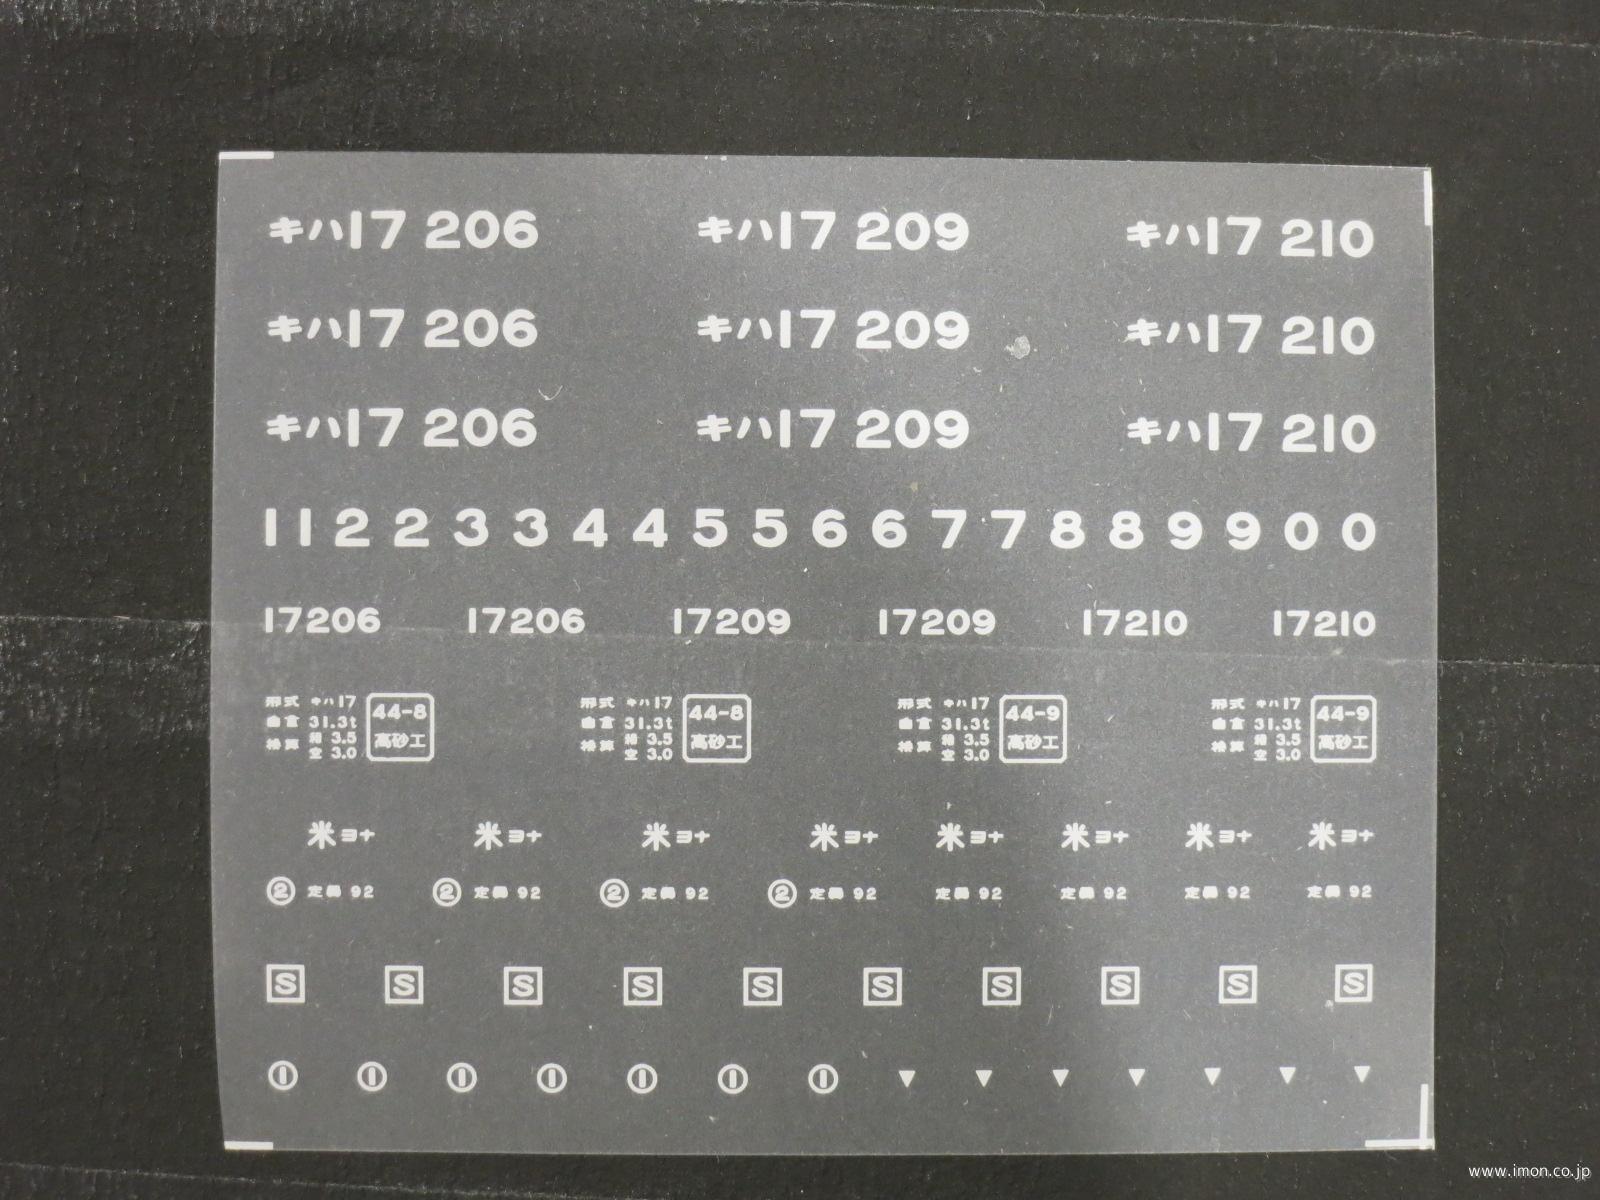 キハ17 206 キハ17 209 キハ17 210
キハ17 206 キハ17 209 キハ17 210
キハ17 206 キハ17 209 キハ17 210
1 1 2 2 3 3 4 4 5 5 6 6 7 7 8 8 9 9 0 0
17206 17206 17209 17209 17210 17210
形式 キハ17 44-8 形式 キハ17 44-8 形式 キハ17 44-9 形式 キハ17 44-9
自重 31.3t 自重 31.3t 自重 31.3t 自重 31.3t
換算 積 3.5 高砂工 換算 積 3.5 高砂工 換算 積 3.5 高砂工 換算 積 3.5 高砂工
空 3.0 空 3.0 空 3.0 空 3.0
米ヨナ 米ヨナ 米ヨナ 米ヨナ 米ヨナ 米ヨナ 米ヨナ 米ヨナ
② 定員 92 ② 定員 92 ② 定員 92 ② 定員 92 定員 92 定員 92 定員 92 定員 92
S S S S S S S S S S
① ① ① ① ① ① ① ▼ ▼ ▼ ▼ ▼ ▼ ▼
www.imon.co.jp